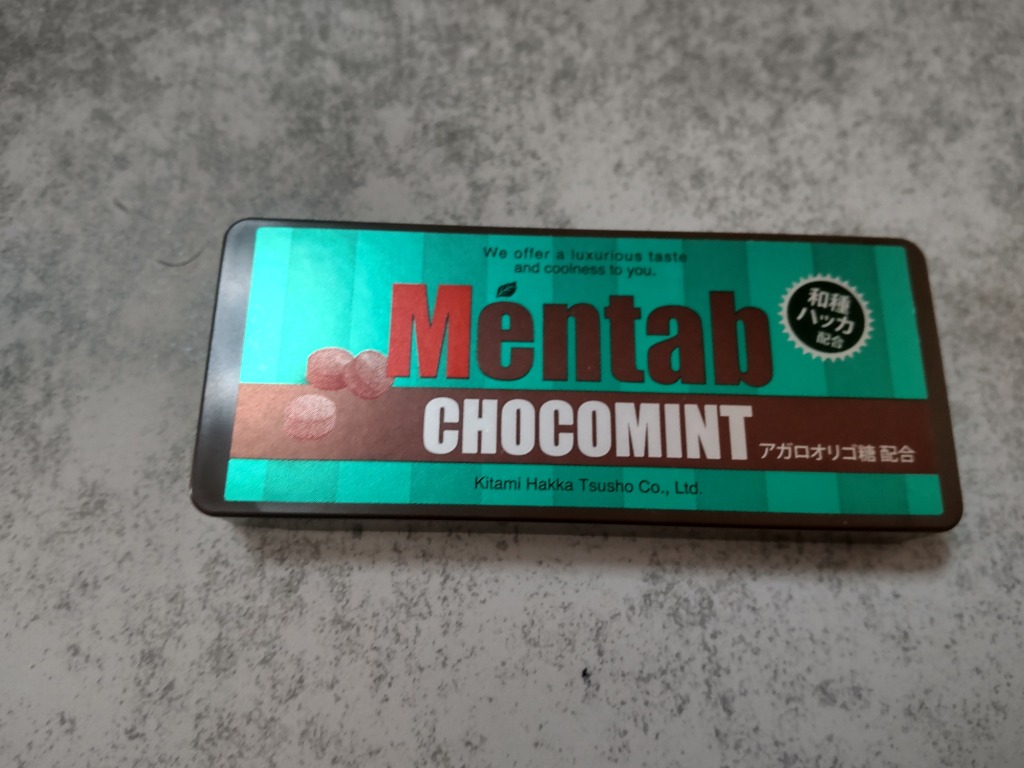 We offer a luxurious taste
and coolness to you.
Mentab
和種
ハッカ
配合
CHOCOMINT
アガロオリゴ糖 配合
Kitami Hakka Tsusho Co., Ltd.